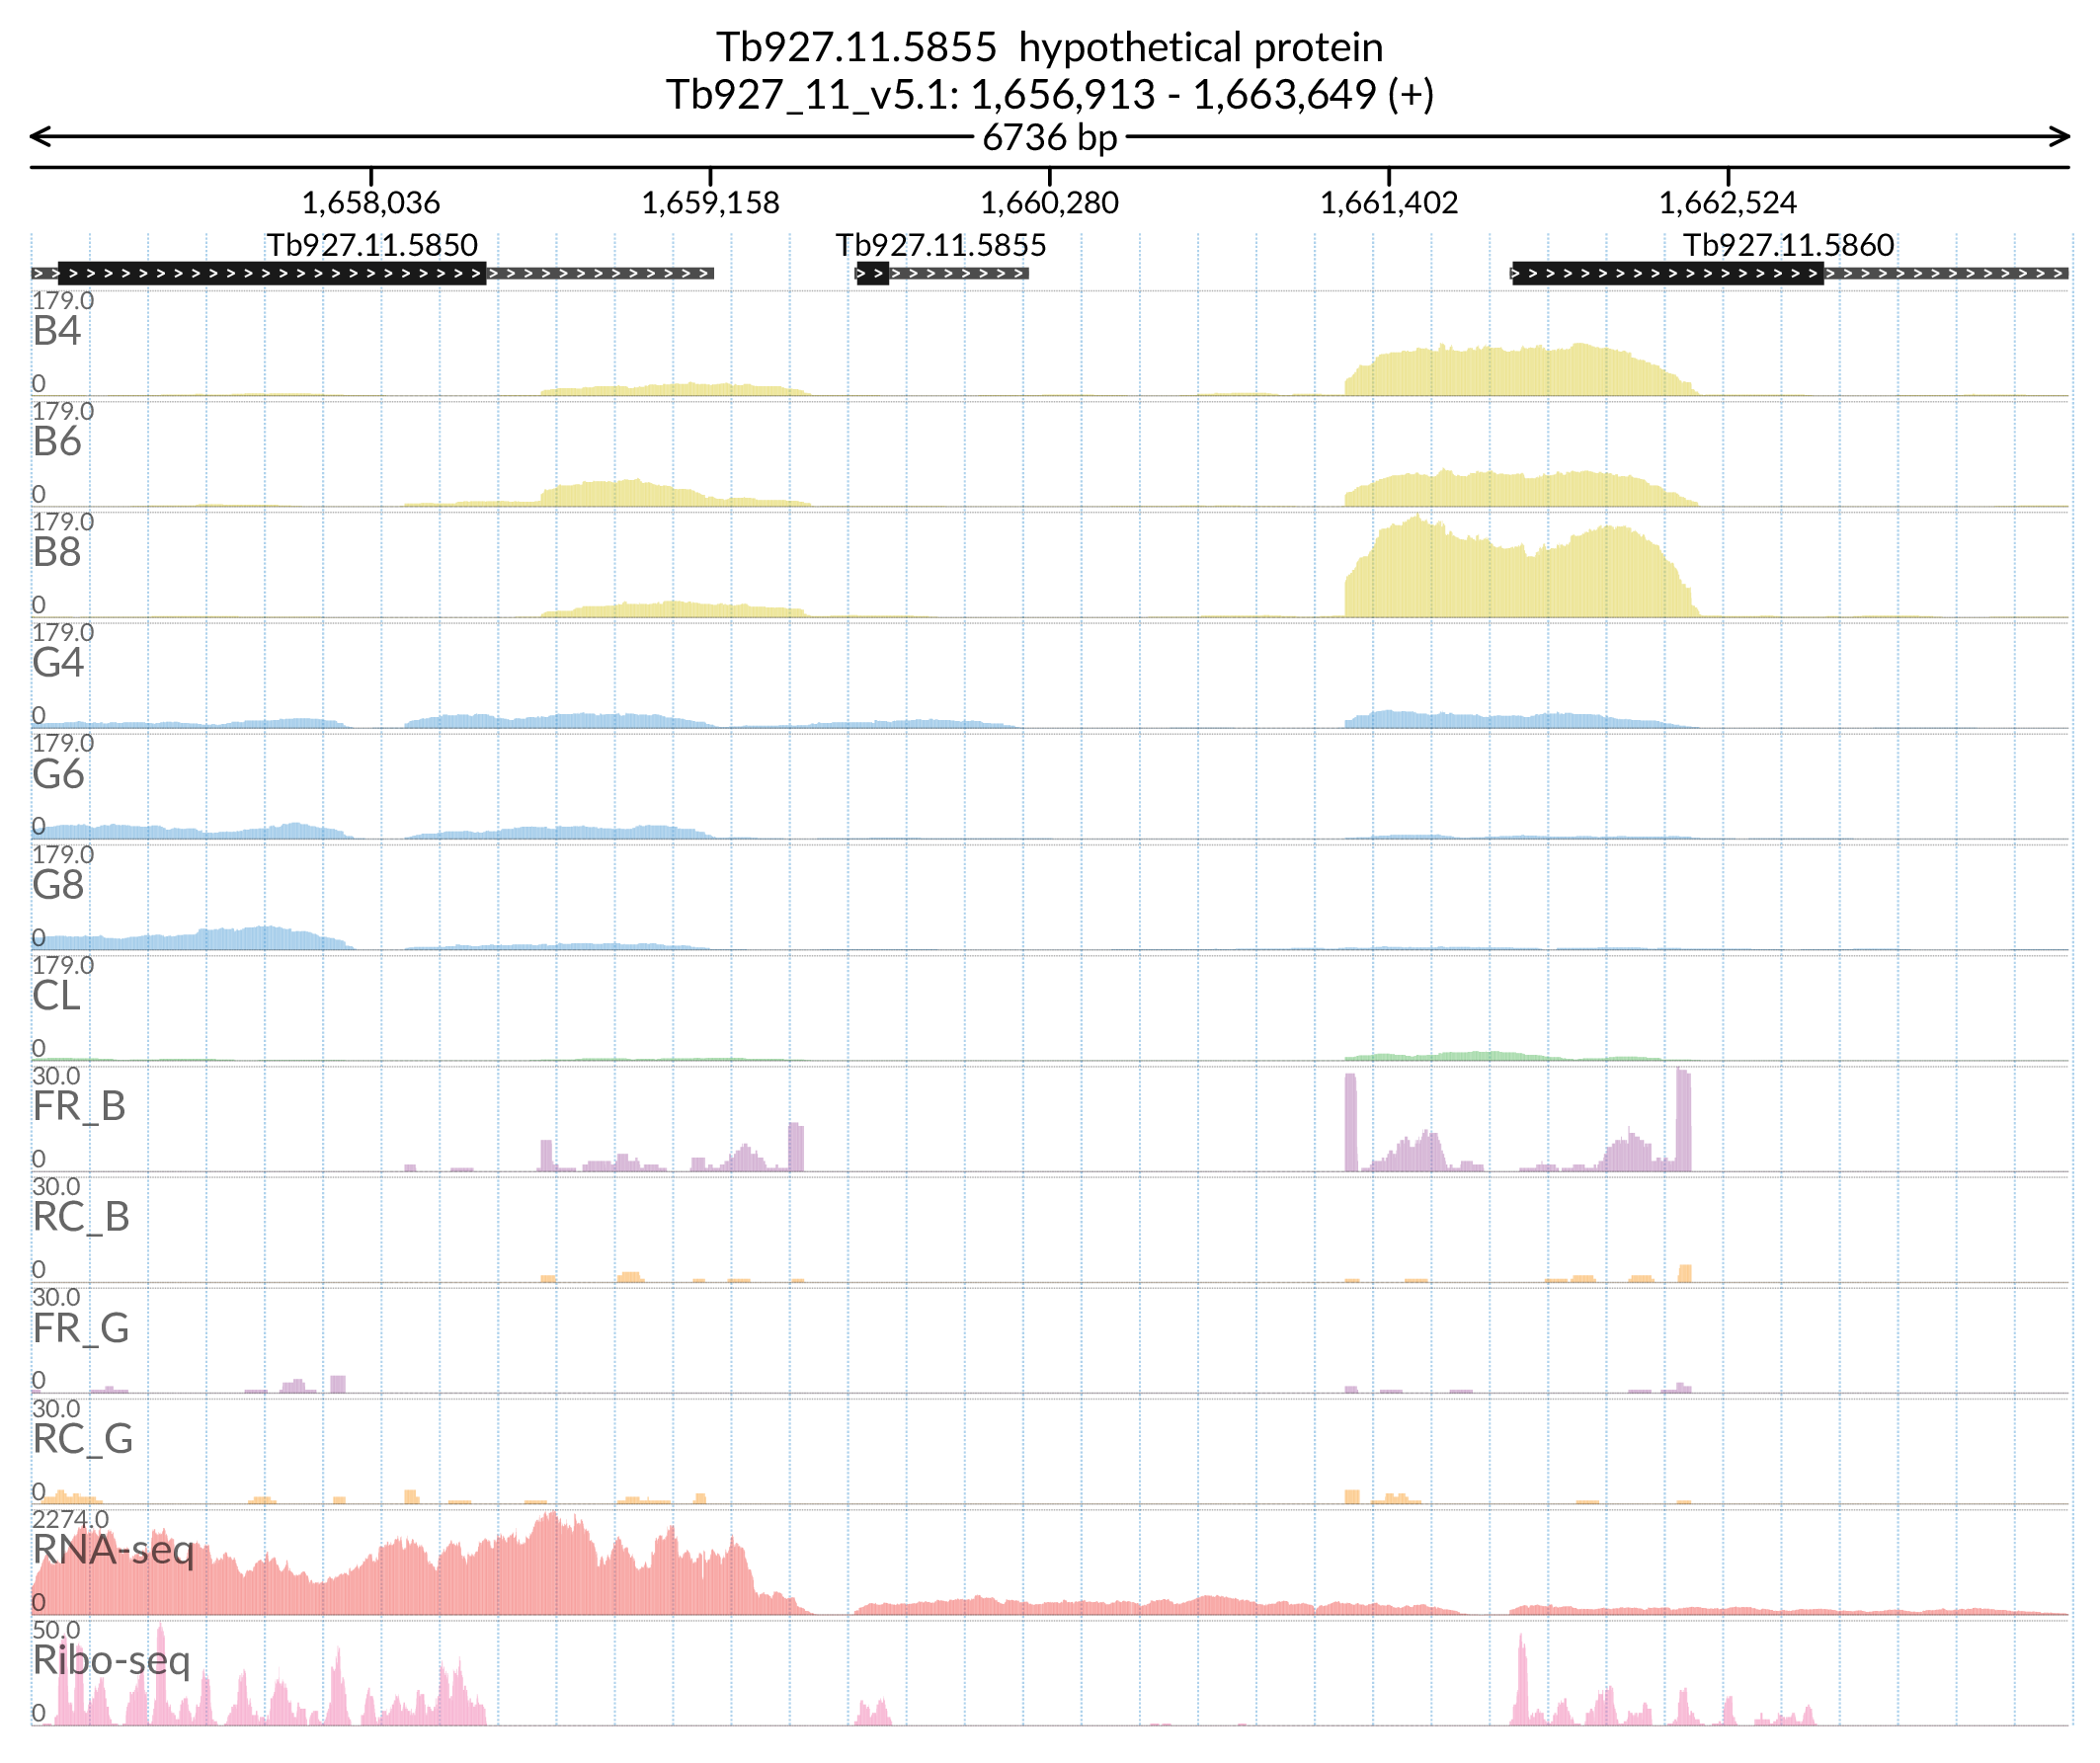 Tb927.11.5855  hypothetical protein
Tb927_11_v5.1: 1,656,913 - 1,663,649 (+)
6736 bp
1,658,036 1,659,158 1,660,280 1,661,402 1,662,524
Tb927.11.5850 Tb927.11.5855 Tb927.11.5860
179.0
B4
0
179.0
B6
0
179.0
B8
0
179.0
G4
0
179.0
G6
0
179.0
G8
0
179.0
CL
0
30.0
FR_B
0
30.0
RC_B
0
30.0
FR_G
0
30.0
RC_G
0
2274.0
RNA-seq
0
50.0
Ribo-seq
0